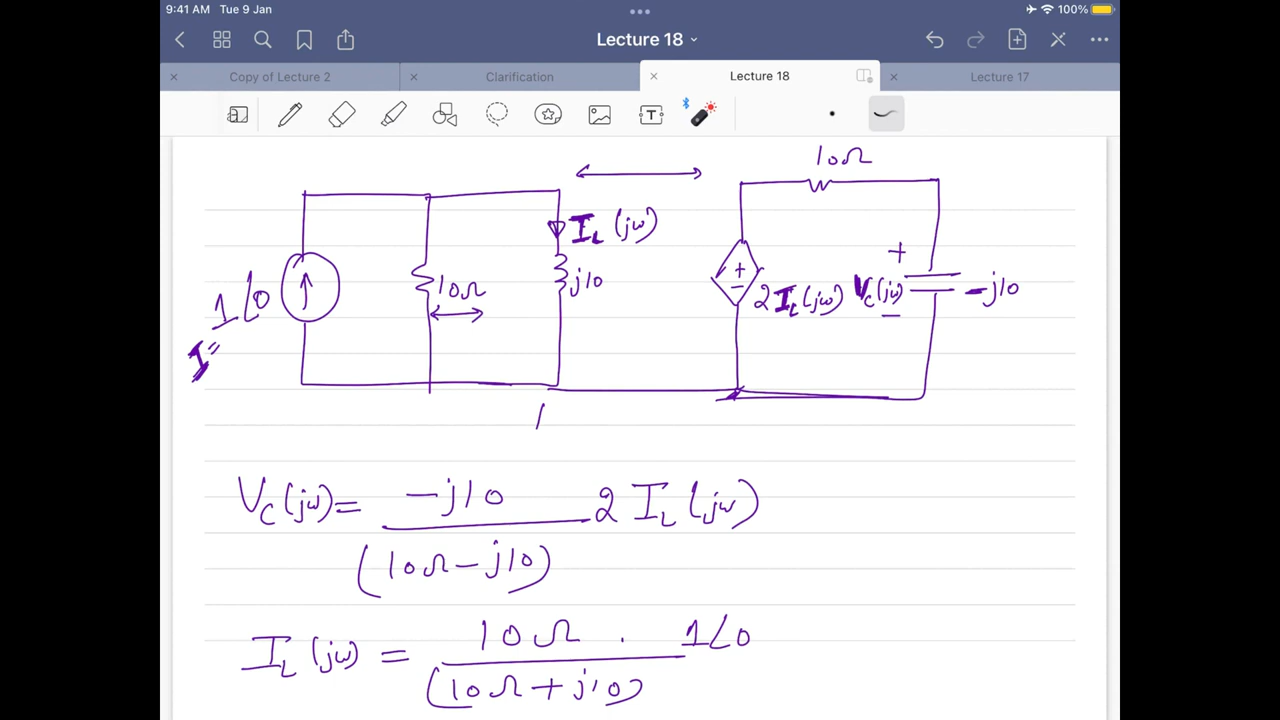 9:41 AM Tue 9 Jan
100%
Lecture 18
Copy of Lecture 2
Clarification
Lecture 18
Lecture 17
T
10Ω
I_L (jω)
1∠0
I=
10Ω
j10
+
−
2 I_L (jω)
+
V_C (jω)
−
-j10
V_C (jω) = -j10 / (10Ω - j10) 2 I_L (jω)
I_L (jω) = 10Ω / (10Ω + j10) . 1∠0